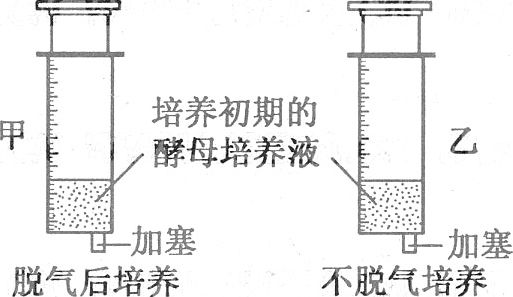 甲
培养初期的
酵母培养液
乙
加塞
加塞
脱气后培养
不脱气培养